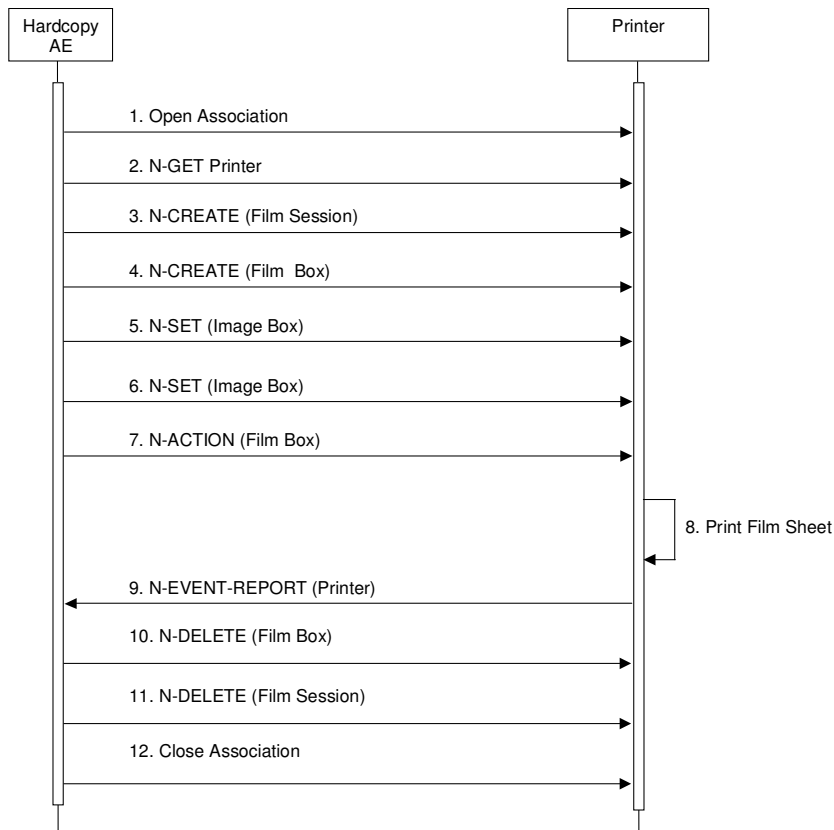 Hardcopy
AE
Printer
1. Open Association
2. N-GET Printer
3. N-CREATE (Film Session)
4. N-CREATE (Film Box)
5. N-SET (Image Box)
6. N-SET (Image Box)
7. N-ACTION (Film Box)
8. Print Film Sheet
9. N-EVENT-REPORT (Printer)
10. N-DELETE (Film Box)
11. N-DELETE (Film Session)
12. Close Association